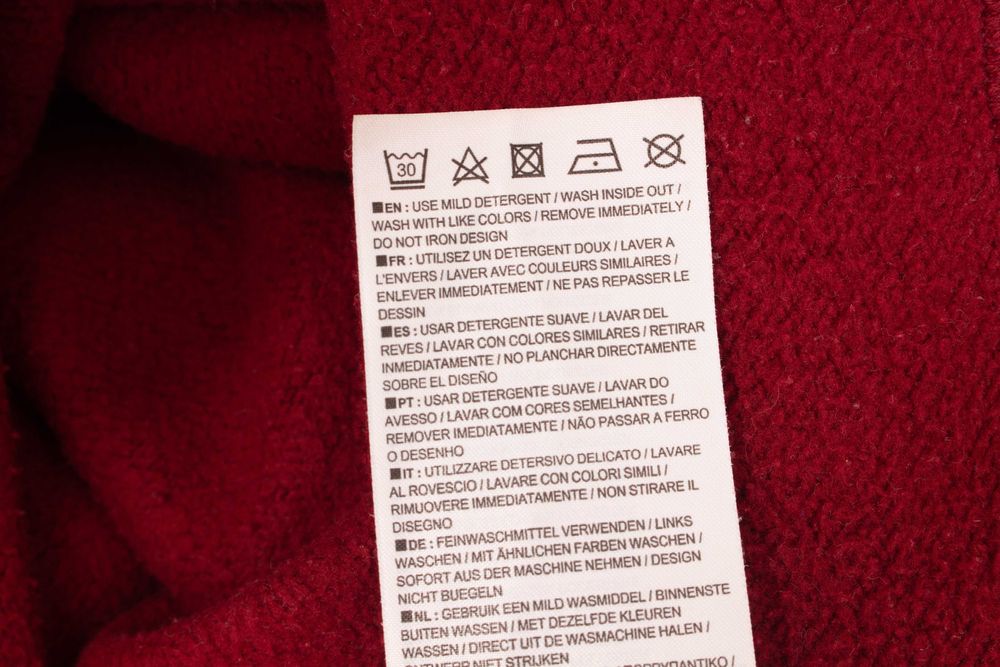 30
EN : USE MILD DETERGENT / WASH INSIDE OUT /
WASH WITH LIKE COLORS / REMOVE IMMEDIATELY /
DO NOT IRON DESIGN
FR : UTILISEZ UN DETERGENT DOUX / LAVER A
L'ENVERS / LAVER AVEC COULEURS SIMILAIRES /
ENLEVER IMMEDIATEMENT / NE PAS REPASSER LE
DESSIN
ES : USAR DETERGENTE SUAVE / LAVAR DEL
REVES / LAVAR CON COLORES SIMILARES / RETIRAR
INMEDIATAMENTE / NO PLANCHAR DIRECTAMENTE
SOBRE EL DISEÑO
PT : USAR DETERGENTE SUAVE / LAVAR DO
AVESSO / LAVAR COM CORES SEMELHANTES /
REMOVER IMEDIATAMENTE / NÃO PASSAR A FERRO
O DESENHO
IT : UTILIZZARE DETERSIVO DELICATO / LAVARE
AL ROVESCIO / LAVARE CON COLORI SIMILI /
RIMUOVERE IMMEDIATAMENTE / NON STIRARE IL
DISEGNO
DE : FEINWASCHMITTEL VERWENDEN / LINKS
WASCHEN / MIT ÄHNLICHEN FARBEN WASCHEN /
SOFORT AUS DER MASCHINE NEHMEN / DESIGN
NICHT BUEGELN
NL : GEBRUIK EEN MILD WASMIDDEL / BINNENSTE
BUITEN WASSEN / MET DEZELFDE KLEUREN
WASSEN / DIRECT UIT DE WASMACHINE HALEN /
ONTWERP NIET STRIJKEN